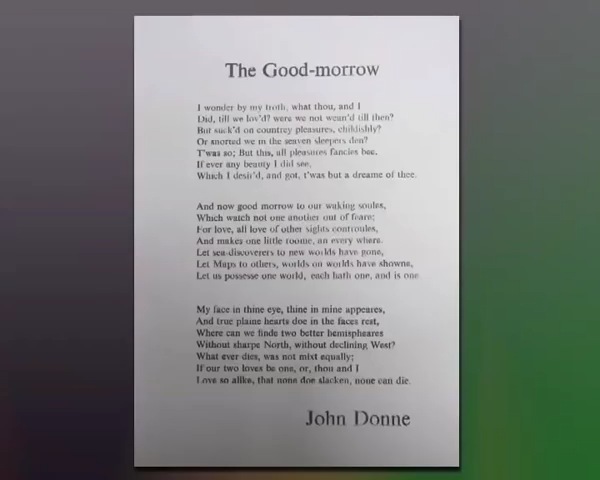 The Good-morrow
I wonder by my troth, what thou, and I
Did, till we lov'd? were we not wean'd till then?
But suck'd on countrey pleasures, childishly?
Or snorted we in the seaven sleepers den?
T'was so; But this, all pleasures fancies bee.
If ever any beauty I did see,
Which I desir'd, and got, t'was but a dreame of thee.
And now good morrow to our waking soules,
Which watch not one another out of feare;
For love, all love of other sights controules,
And makes one little roome, an every where.
Let sea-discoverers to new worlds have gone,
Let Maps to others, worlds on worlds have showne,
Let us possesse one world, each hath one, and is one
My face in thine eye, thine in mine appeares,
And true plaine hearts doe in the faces rest,
Where can we finde two better hemispheares
Without sharpe North, without declining West?
What ever dies, was not mixt equally;
If our two loves be one, or, thou and I
Love so alike, that none doe slacken, none can die.
John Donne